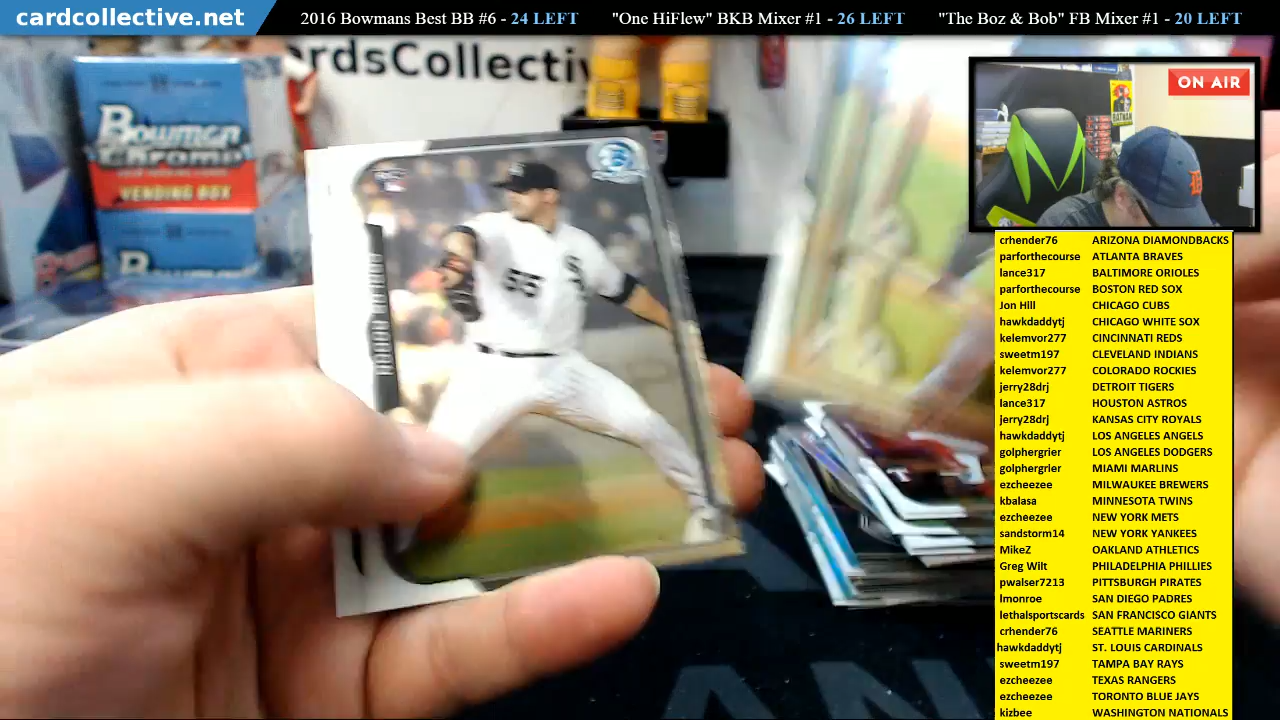 cardcollective.net
2016 Bowmans Best BB #6 - 24 LEFT
"One HiFlew" BKB Mixer #1 - 26 LEFT
"The Boz & Bob" FB Mixer #1 - 20 LEFT
rdsCollectiv
Bowman
Chrome
VENDING BOX
Bowman
55
ON AIR
crhender76 ARIZONA DIAMONDBACKS
parforthecourse ATLANTA BRAVES
lance317 BALTIMORE ORIOLES
parforthecourse BOSTON RED SOX
Jon Hill CHICAGO CUBS
hawkdaddytj CHICAGO WHITE SOX
kelemvor277 CINCINNATI REDS
sweetm197 CLEVELAND INDIANS
kelemvor277 COLORADO ROCKIES
jerry28drj DETROIT TIGERS
lance317 HOUSTON ASTROS
jerry28drj KANSAS CITY ROYALS
hawkdaddytj LOS ANGELES ANGELS
golphergrier LOS ANGELES DODGERS
golphergrier MIAMI MARLINS
ezcheezee MILWAUKEE BREWERS
kbalasa MINNESOTA TWINS
ezcheezee NEW YORK METS
sandstorm14 NEW YORK YANKEES
MikeZ OAKLAND ATHLETICS
Greg Wilt PHILADELPHIA PHILLIES
pwalser7213 PITTSBURGH PIRATES
lmonroe SAN DIEGO PADRES
lethalsportscards SAN FRANCISCO GIANTS
crhender76 SEATTLE MARINERS
hawkdaddytj ST. LOUIS CARDINALS
sweetm197 TAMPA BAY RAYS
ezcheezee TEXAS RANGERS
ezcheezee TORONTO BLUE JAYS
kizbee WASHINGTON NATIONALS